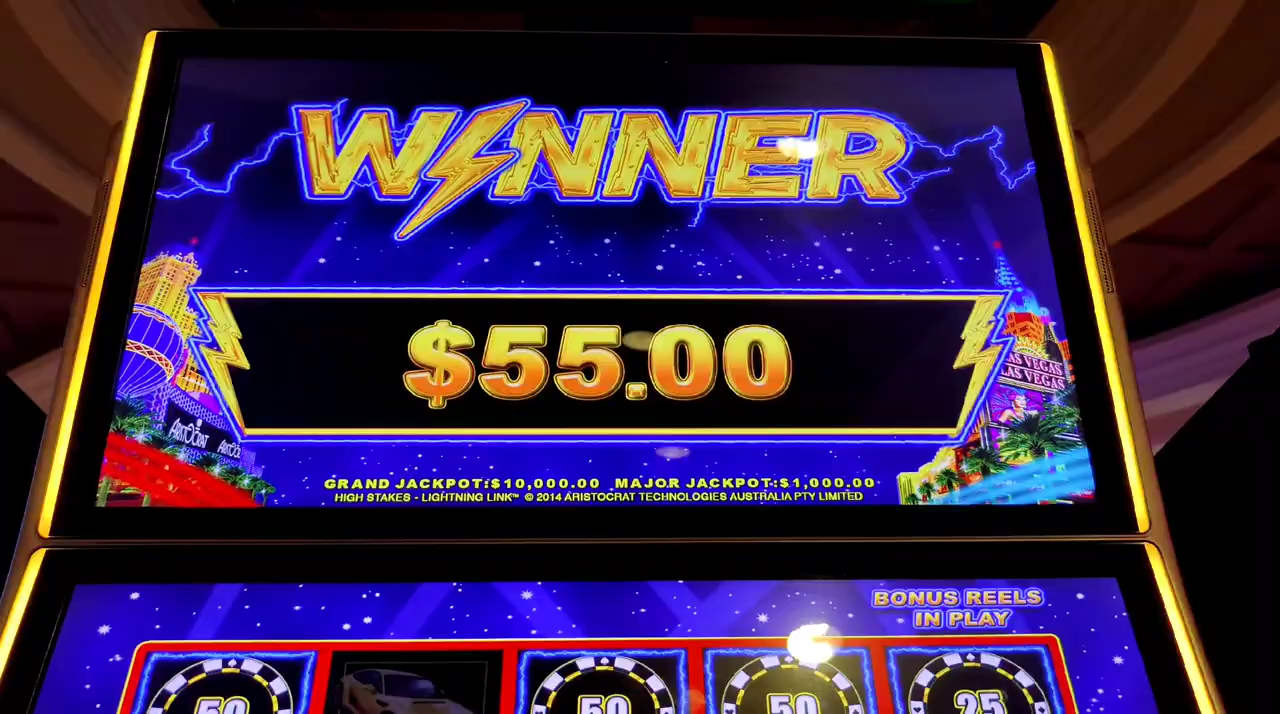 WINNER
$55.00
LAS VEGAS
LAS VEGAS
ARISTOCRAT
GRAND JACKPOT:$10,000.00 MAJOR JACKPOT:$1,000.00
HIGH STAKES - LIGHTNING LINK™ © 2014 ARISTOCRAT TECHNOLOGIES AUSTRALIA PTY LIMITED
BONUS REELS
IN PLAY
50 50 50 25